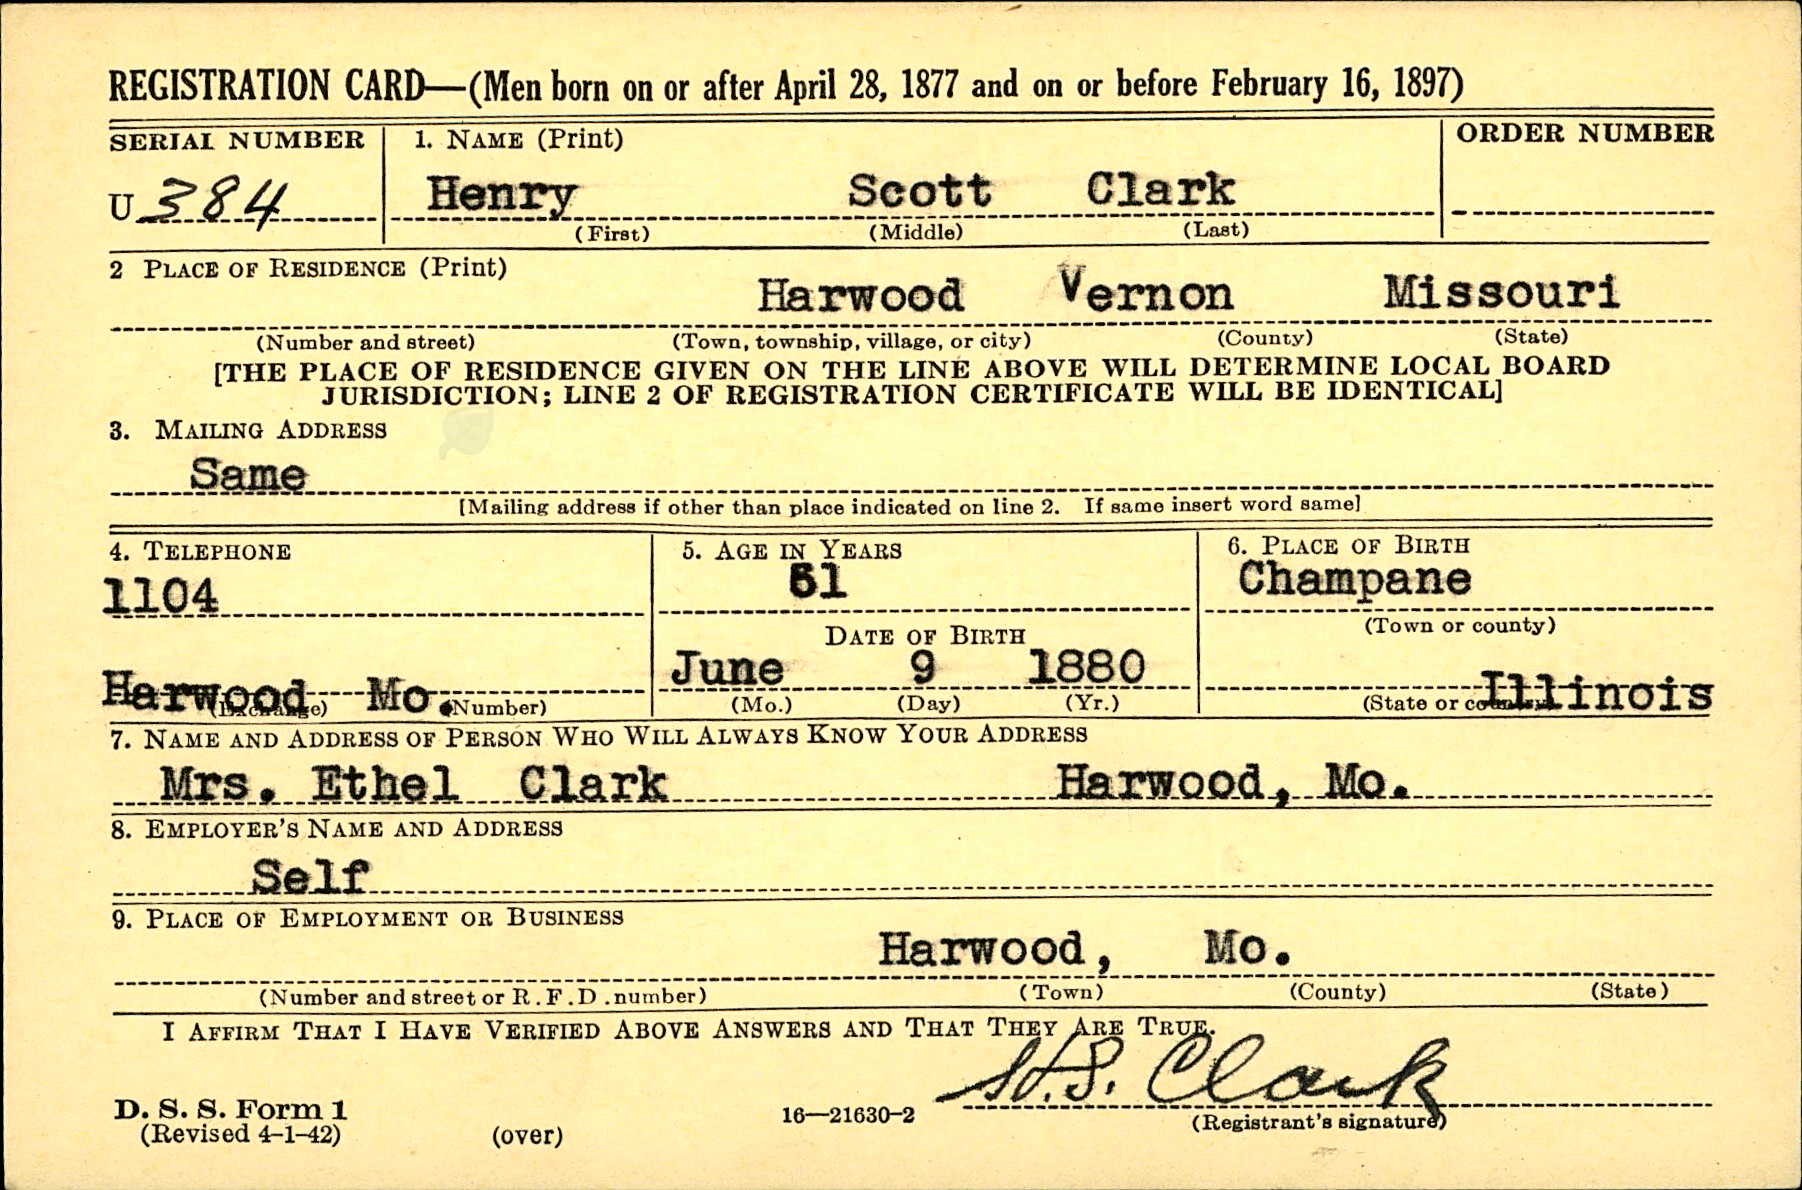 REGISTRATION CARD—(Men born on or after April 28, 1877 and on or before February 16, 1897)
SERIAL NUMBER 1. NAME (Print) ORDER NUMBER
U 384 Henry Scott Clark
(First) (Middle) (Last)
2 PLACE OF RESIDENCE (Print)
Harwood Vernon Missouri
(Number and street) (Town, township, village, or city) (County) (State)
[THE PLACE OF RESIDENCE GIVEN ON THE LINE ABOVE WILL DETERMINE LOCAL BOARD
JURISDICTION; LINE 2 OF REGISTRATION CERTIFICATE WILL BE IDENTICAL]
3. MAILING ADDRESS
Same
[Mailing address if other than place indicated on line 2. If same insert word same]
4. TELEPHONE 5. AGE IN YEARS 6. PLACE OF BIRTH
1104 61 Champane
(Town or county)
DATE OF BIRTH
Harwood Mo. June 9 1880 Illinois
(Exchange) (Number) (Mo.) (Day) (Yr.) (State or country)
7. NAME AND ADDRESS OF PERSON WHO WILL ALWAYS KNOW YOUR ADDRESS
Mrs. Ethel Clark Harwood, Mo.
8. EMPLOYER'S NAME AND ADDRESS
Self
9. PLACE OF EMPLOYMENT OR BUSINESS
Harwood, Mo.
(Number and street or R.F.D. number) (Town) (County) (State)
I AFFIRM THAT I HAVE VERIFIED ABOVE ANSWERS AND THAT THEY ARE TRUE.
H.S. Clark
D. S. S. Form 1 16—21630-2 (Registrant's signature)
(Revised 4-1-42) (over)